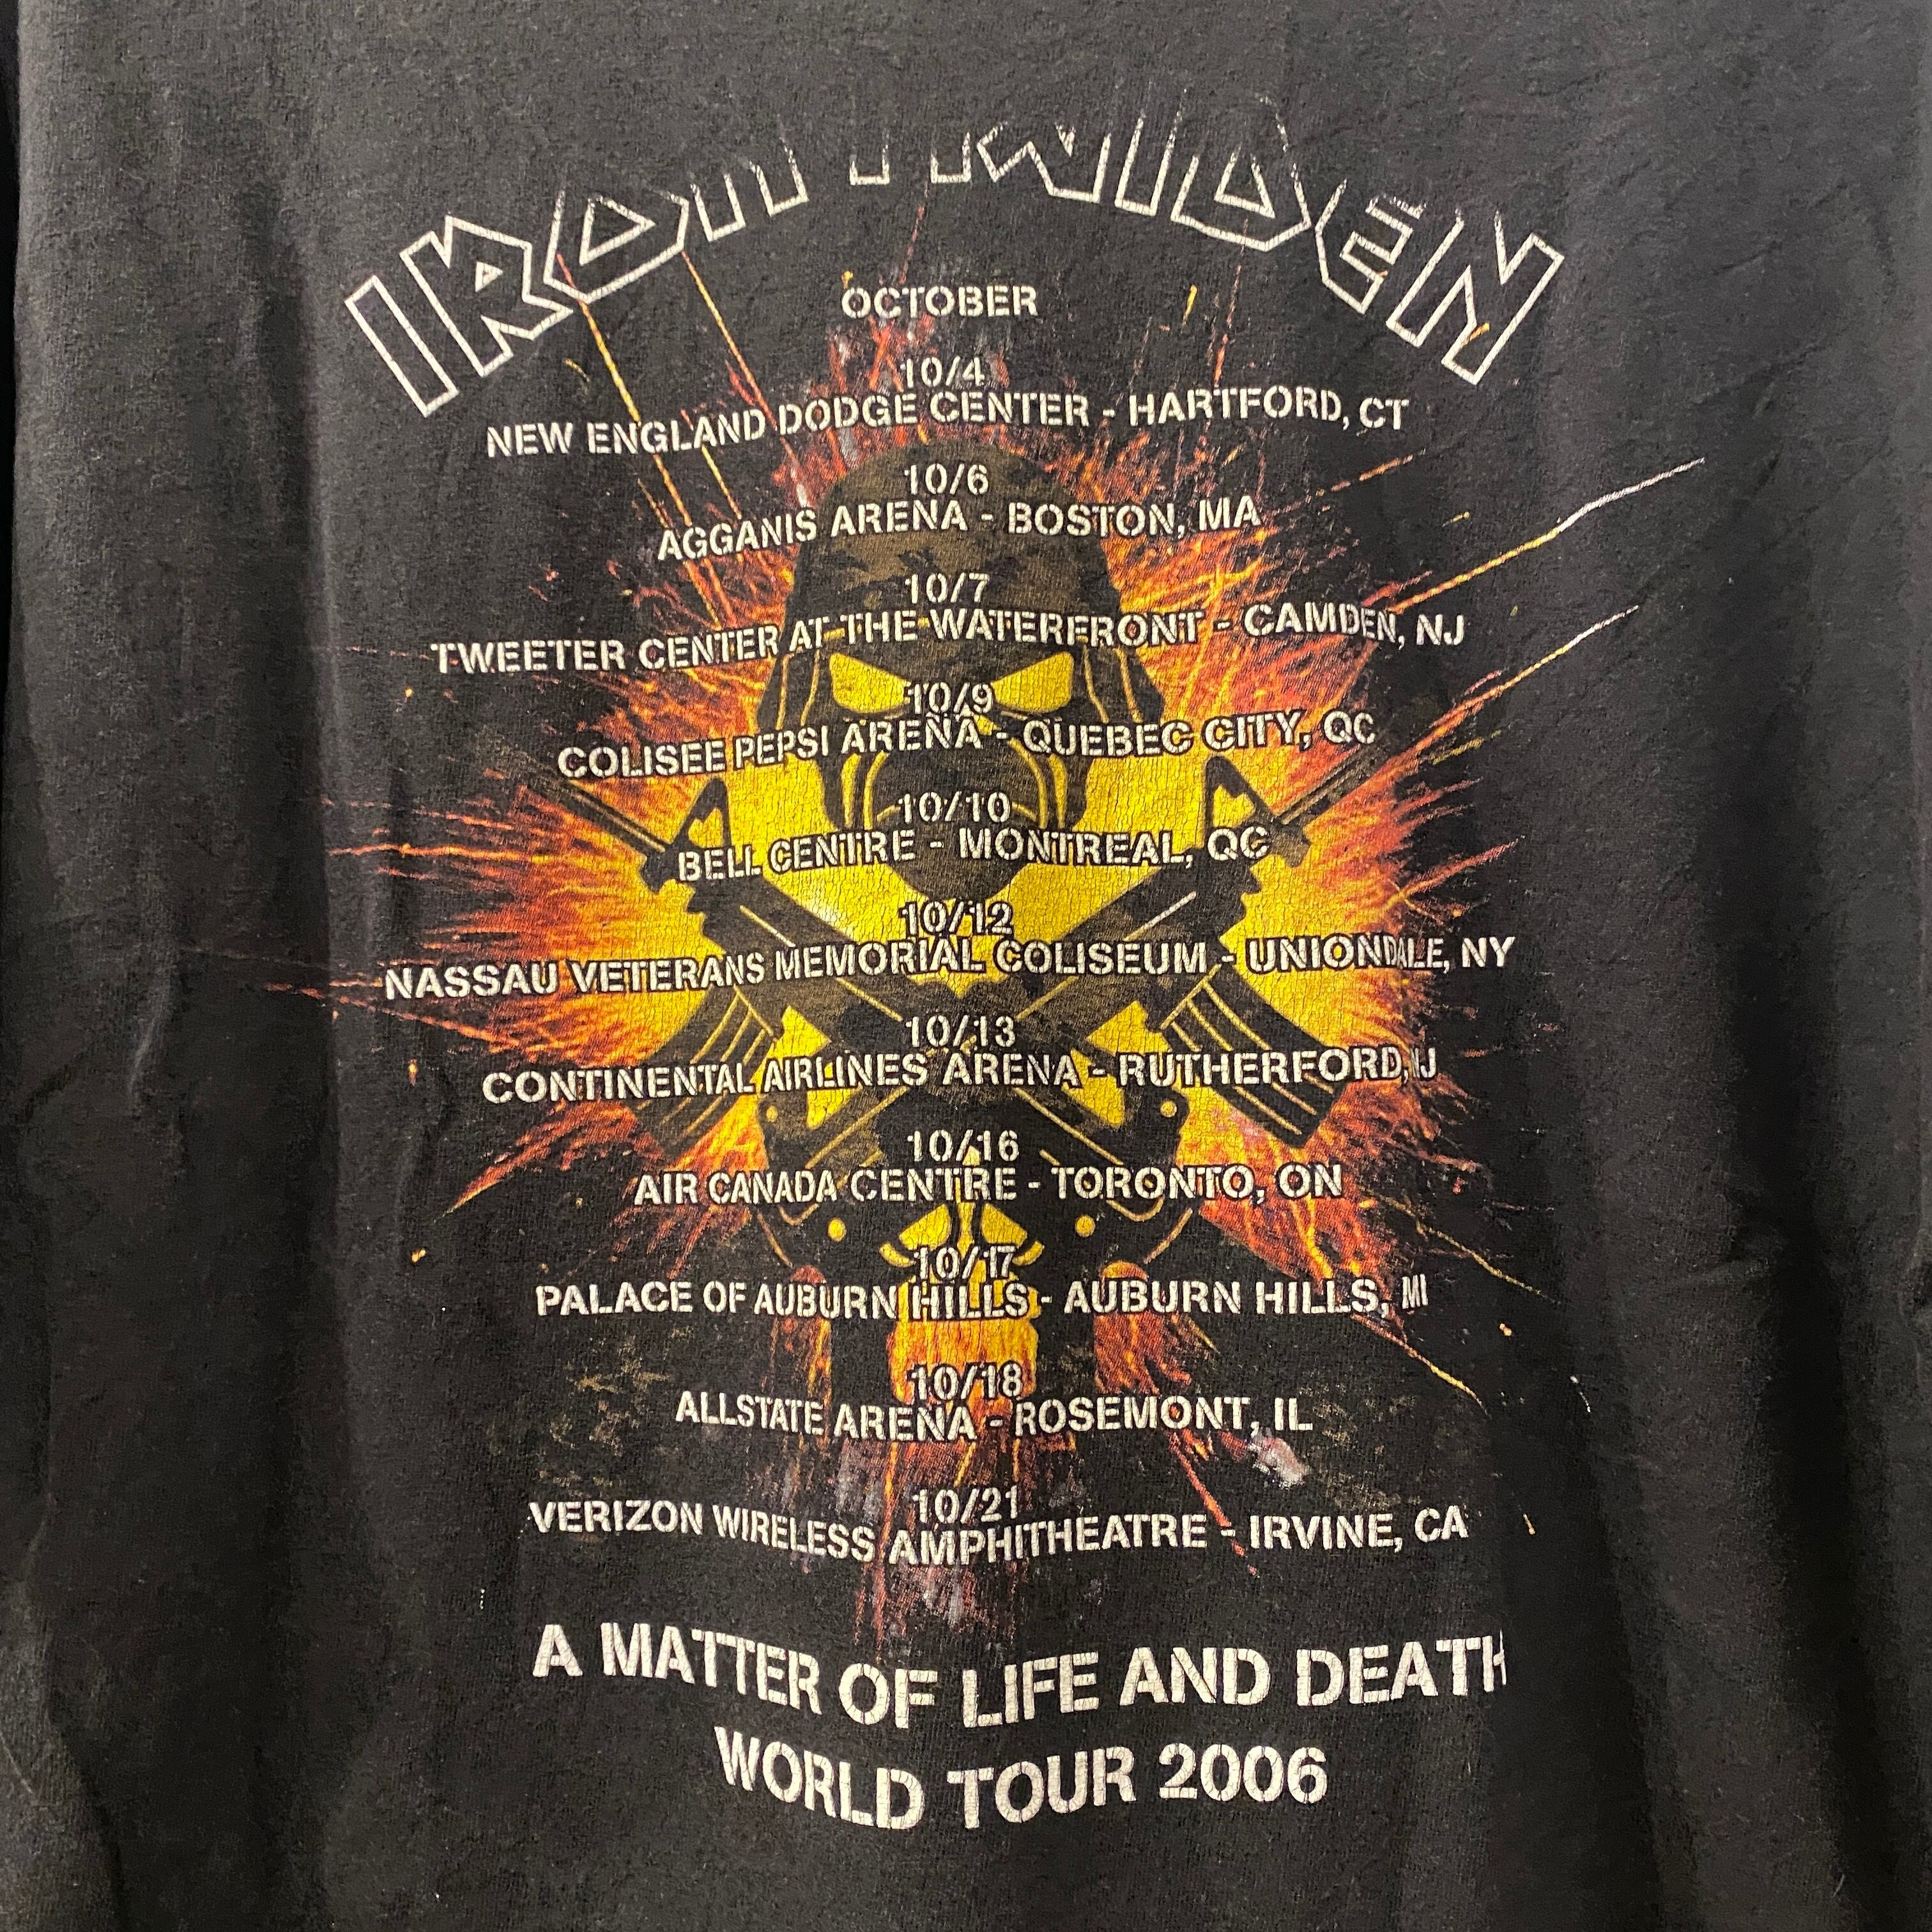 IRON MAIDEN
OCTOBER
10/4
NEW ENGLAND DODGE CENTER - HARTFORD, CT
10/6
AGGANIS ARENA - BOSTON, MA
10/7
TWEETER CENTER AT THE WATERFRONT - CAMDEN, NJ
10/9
COLISEE PEPSI ARENA - QUEBEC CITY, QC
10/10
BELL CENTRE - MONTREAL, QC
10/12
NASSAU VETERANS MEMORIAL COLISEUM - UNIONDALE, NY
10/13
CONTINENTAL AIRLINES ARENA - RUTHERFORD, NJ
10/16
AIR CANADA CENTRE - TORONTO, ON
10/17
PALACE OF AUBURN HILLS - AUBURN HILLS, MI
10/18
ALLSTATE ARENA - ROSEMONT, IL
10/21
VERIZON WIRELESS AMPHITHEATRE - IRVINE, CA
A MATTER OF LIFE AND DEATH
WORLD TOUR 2006